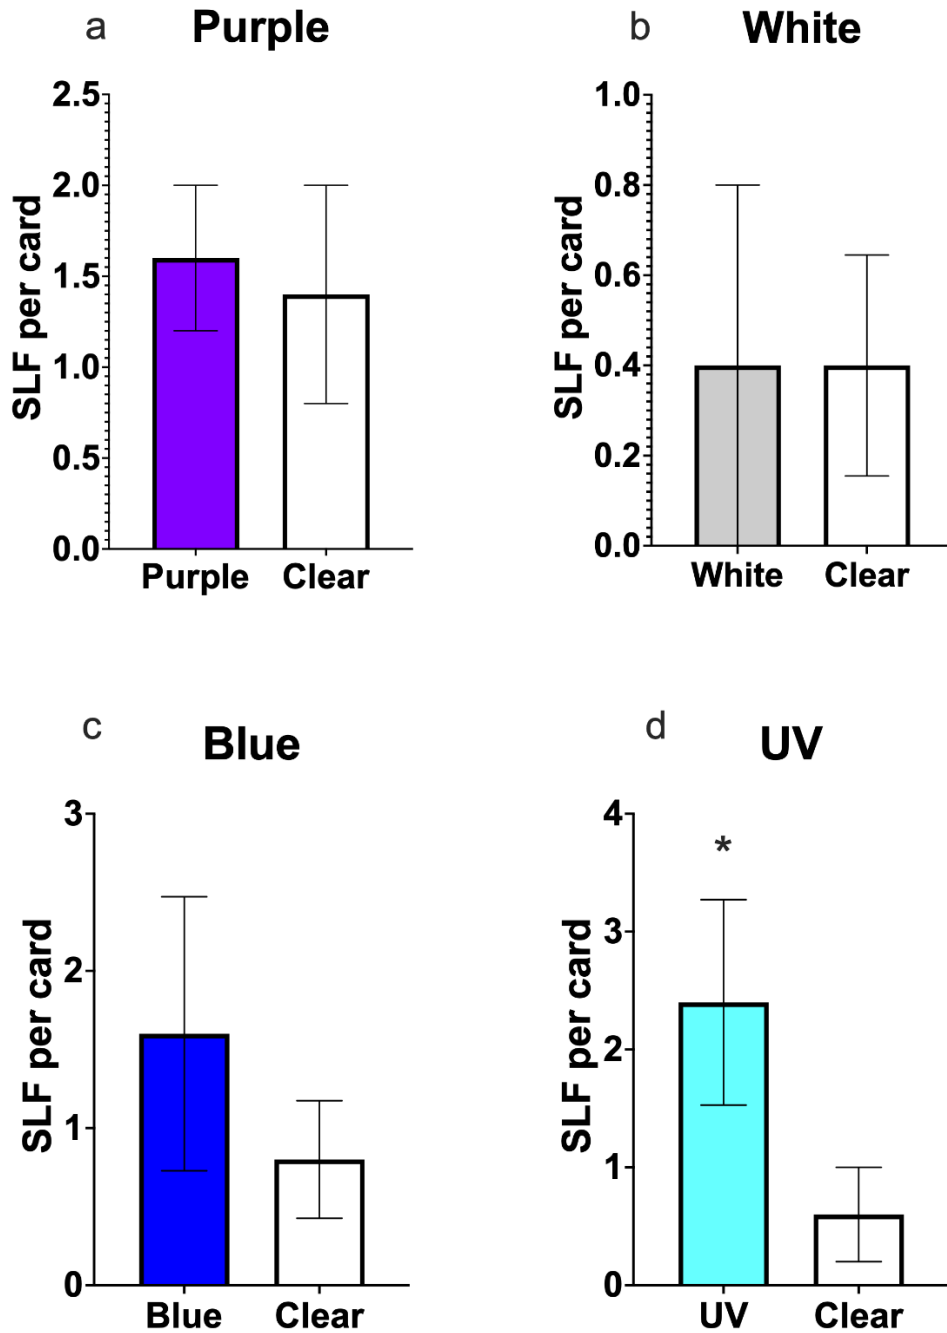 a Purple
SLF per card
2.5
2.0
1.5
1.0
0.5
0.0
Purple Clear
b White
SLF per card
1.0
0.8
0.6
0.4
0.2
0.0
White Clear
c Blue
SLF per card
3
2
1
0
Blue Clear
d UV
SLF per card
4
3
2
1
0
*
UV Clear